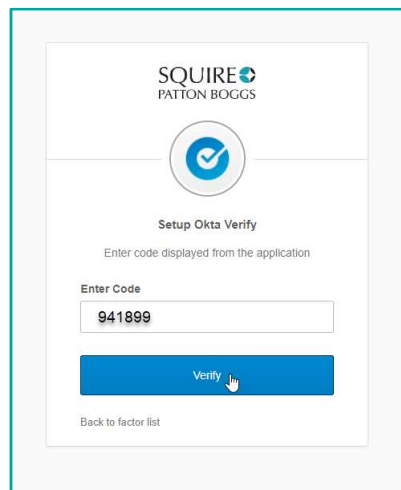 SQUIRE
PATTON BOGGS
Setup Okta Verify
Enter code displayed from the application
Enter Code
941899
Verify
Back to factor list